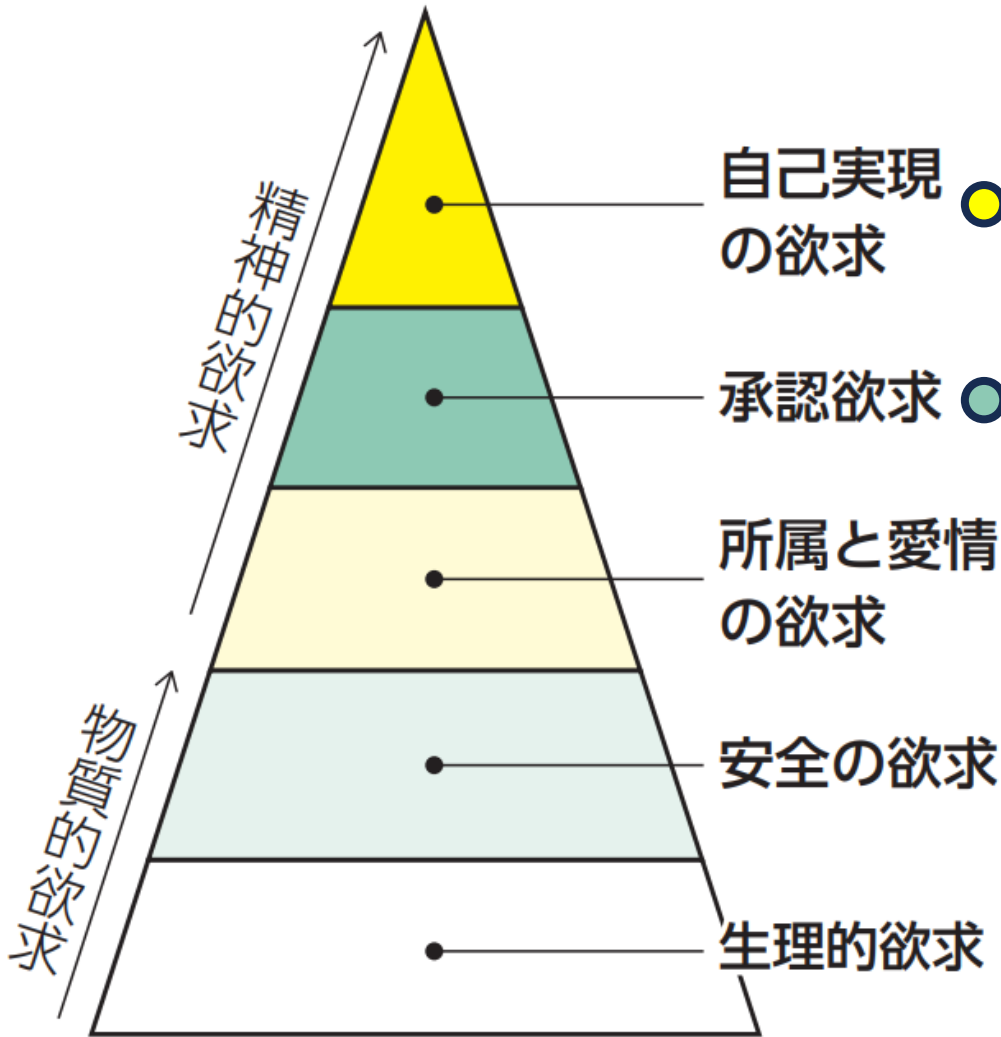 自己実現
の欲求
精神的欲求
承認欲求
所属と愛情
の欲求
物質的欲求
安全の欲求
生理的欲求